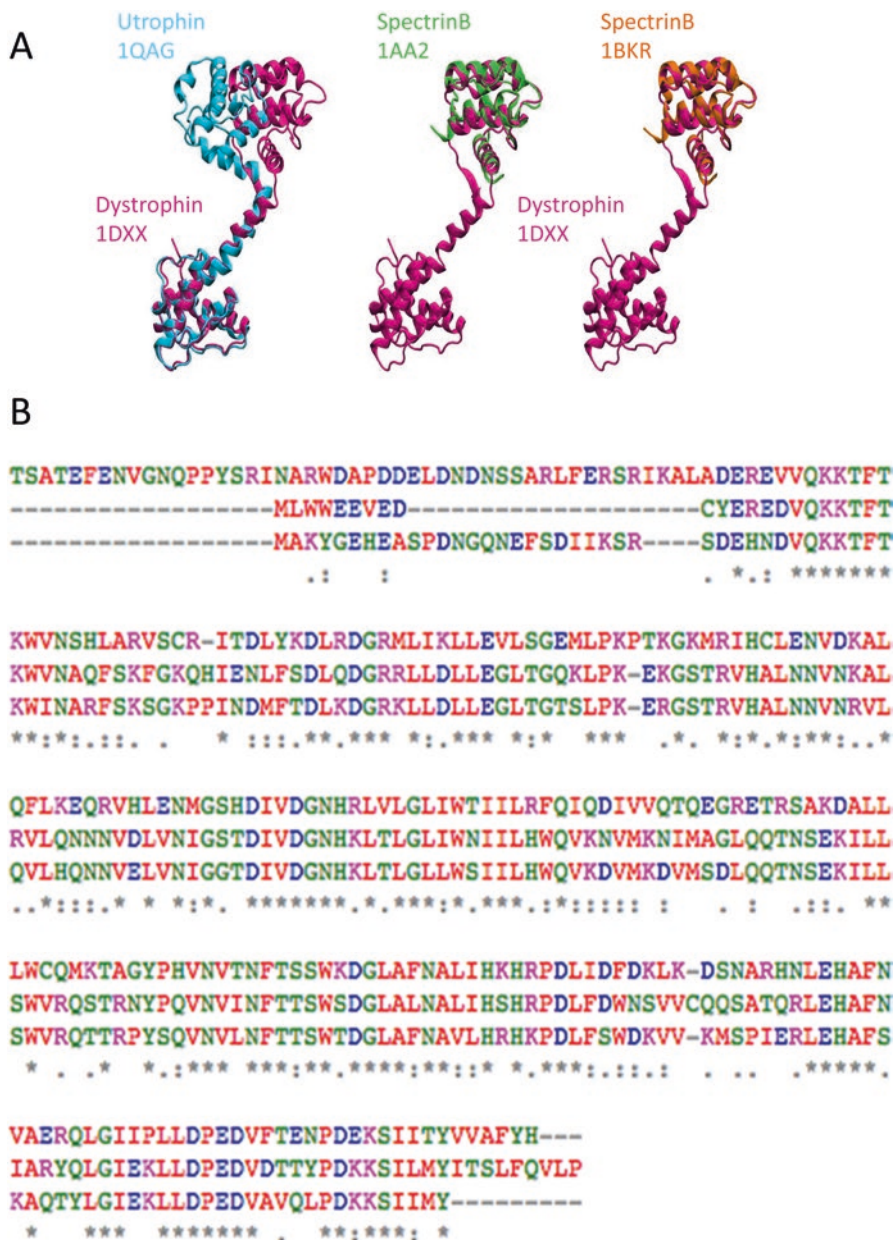 A
Utrophin
1QAG
SpectrinB
1AA2
SpectrinB
1BKR
Dystrophin
1DXX
Dystrophin
1DXX
B
TSATEFENVGNQPPYSRINARWDAPDDELDNDNSSARLFERSRIKALADEREVVQKKTFT
------------------MLWWEEVED--------------------CYEREDVQKKTFT
------------------MAKYGEHEASPDNGQNEFSDIIKSR----SDEHNDVQKKTFT
.: : . *.: *******
KWVNSHLARVSCR-ITDLYKDLRDGRMLIKLLEVLSGEMLPKPTKGKMRIHCLENVDKAL
KWVNAQFSKFGKQHIENLFSDLQDGRRLLDLLEGLTGQKLPK-EKGSTRVHALNNVNKAL
KWINARFSKSGKPPINDMFTDLKDGRKLLDLLEGLTGTSLPK-ERGSTRVHALNNVNRVL
**:*:.:: . . * :::.**.*** *:.*** *:* *** :*. *:*.*:**:..*
QFLKEQRVHLENMGSHDIVDGNHRLVLGLIWTIILRFQIQDIVVQTQEGRETRSAKDALL
RVLQNNNVDLVNIGSTDIVDGNHKLTLGLIWNIILHWQVKNVMKNIMAGLQQTNSEKILL
QVLHQNNVELVNIGGTDIVDGNHKLTLGLLWSIILHWQVKDVMKDVMSDLQQTNSEKILL
..*:::.* * *:*. *******:*.***:*.***.:*::::: : . : .::. **
LWCQMKTAGYPHVNVTNFTSSWKDGLAFNALIHKHRPDLIDFDKLK-DSNARHNLEHAFN
SWVRQSTRNYPQVNVINFTTSWSDGLALNALIHSHRPDLFDWNSVVCQQSATQRLEHAFN
SWVRQTTRPYSQVNVLNFTTSWTDGLAFNAVLHRHKPDLFSWDKVV-KMSPIERLEHAFS
* . .* *.:*** ***:**.****:**::* *:***:.::.: . .. .*****.
VAERQLGIIPLLDPEDVFTENPDEKSIITYVVAFYH---
IARYQLGIEKLLDPEDVDTTYPDKKSILMYITSLFQVLP
KAQTYLGIEKLLDPEDVAVQLPDKKSIIMY---------
* *** ******* . **:***: *